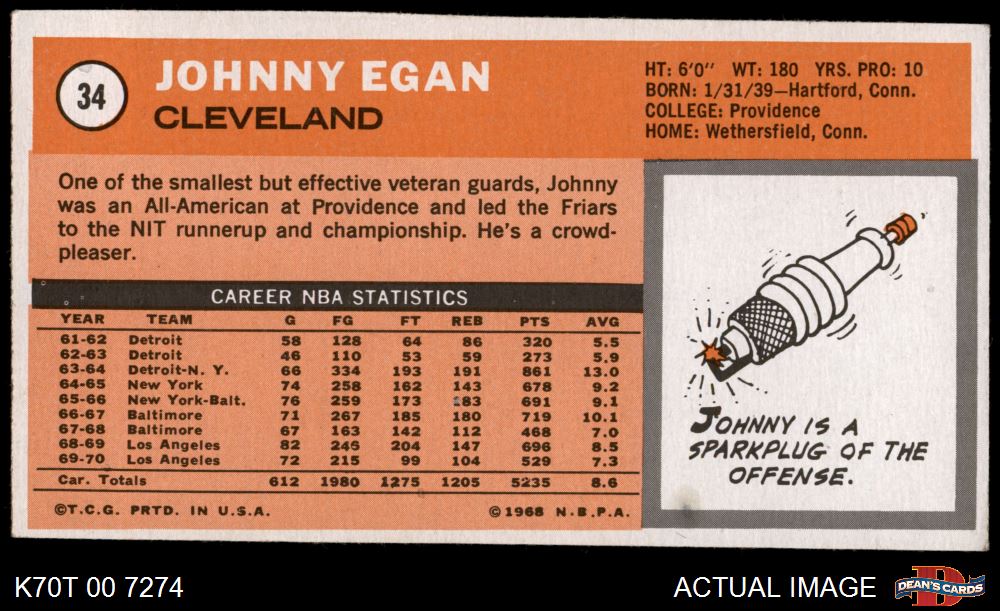 34
JOHNNY EGAN
CLEVELAND
HT: 6'0" WT: 180 YRS. PRO: 10
BORN: 1/31/39—Hartford, Conn.
COLLEGE: Providence
HOME: Wethersfield, Conn.
One of the smallest but effective veteran guards, Johnny
was an All-American at Providence and led the Friars
to the NIT runnerup and championship. He's a crowd-
pleaser.
CAREER NBA STATISTICS
YEAR TEAM G FG FT REB PTS AVG
61-62 Detroit 58 128 64 86 320 5.5
62-63 Detroit 46 110 53 59 273 5.9
63-64 Detroit-N. Y. 66 334 193 191 861 13.0
64-65 New York 74 258 162 143 678 9.2
65-66 New York-Balt. 76 259 173 183 691 9.1
66-67 Baltimore 71 267 185 180 719 10.1
67-68 Baltimore 67 163 142 112 468 7.0
68-69 Los Angeles 82 246 204 147 696 8.5
69-70 Los Angeles 72 215 99 104 529 7.3
Car. Totals 612 1980 1275 1205 5235 8.6
©T.C.G. PRTD. IN U.S.A. ©1968 N.B.P.A.
JOHNNY IS A
SPARKPLUG OF THE
OFFENSE.
K70T 00 7274
ACTUAL IMAGE
DEAN'S CARDS